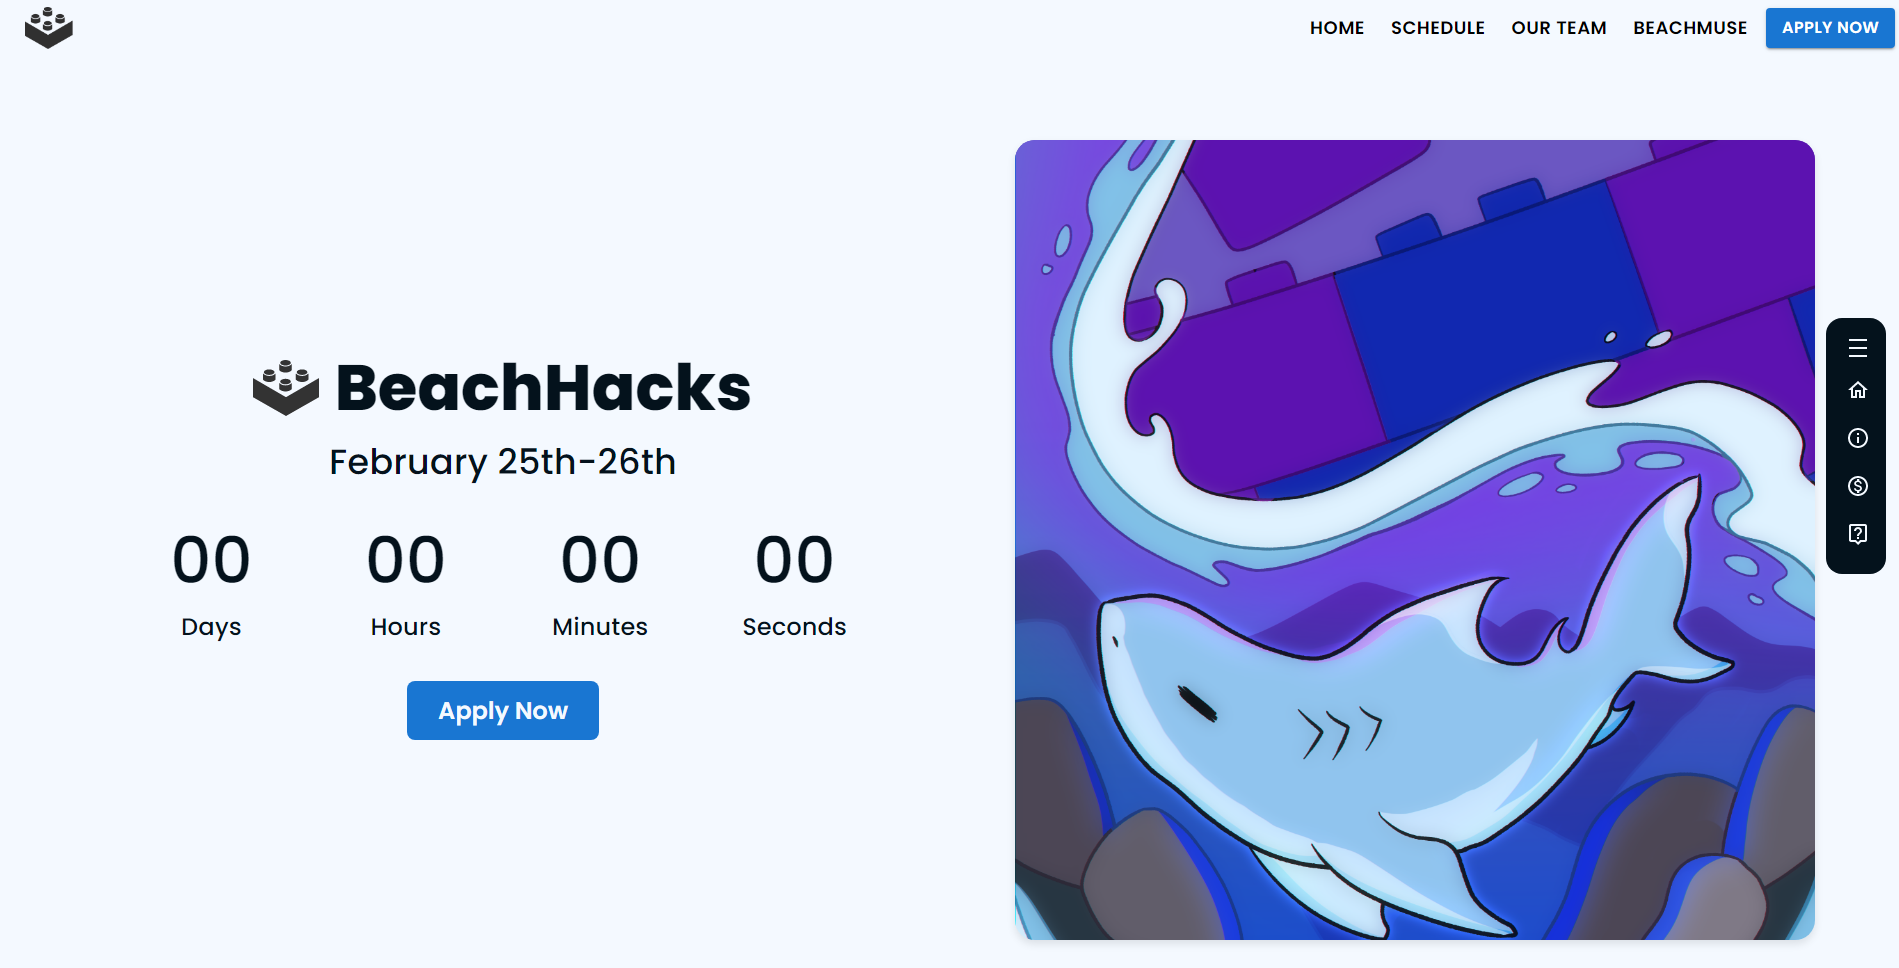 HOME SCHEDULE OUR TEAM BEACHMUSE APPLY NOW
BeachHacks
February 25th-26th
00 00 00 00
Days Hours Minutes Seconds
Apply Now